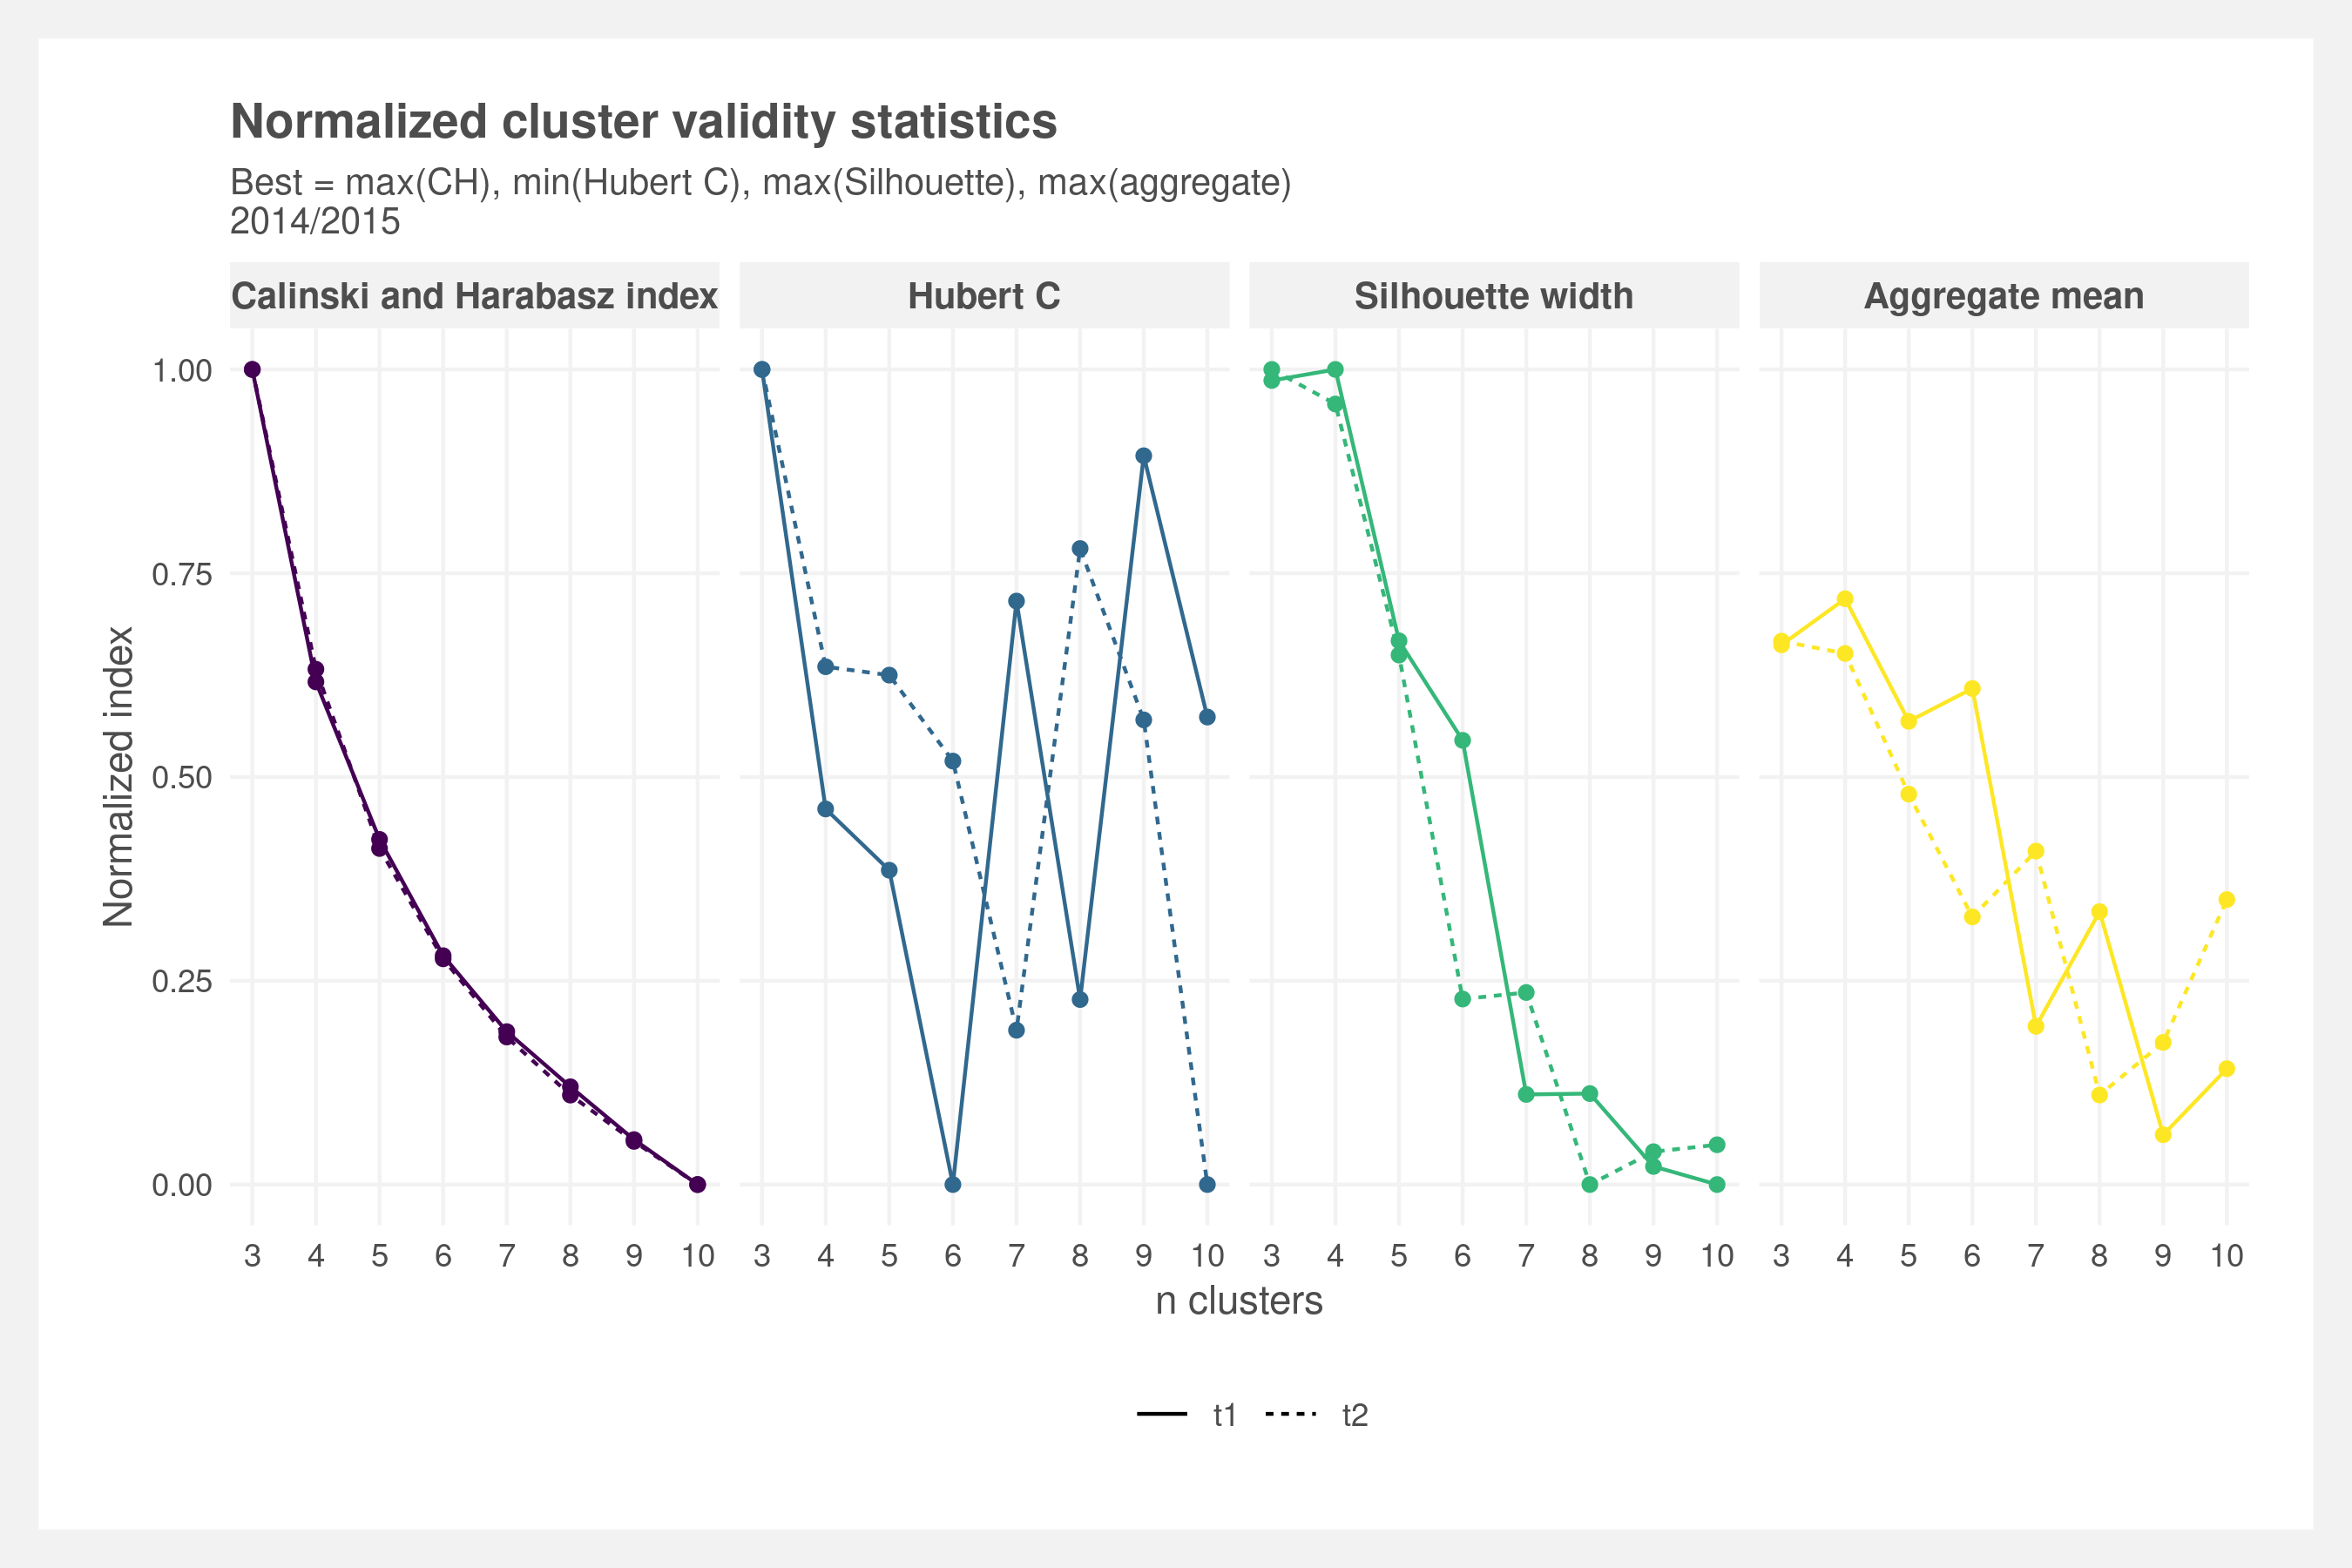 Normalized cluster validity statistics
Best = max(CH), min(Hubert C), max(Silhouette), max(aggregate)
2014/2015
Calinski and Harabasz index
Hubert C
Silhouette width
Aggregate mean
Normalized index
1.00
0.75
0.50
0.25
0.00
3 4 5 6 7 8 9 10
3 4 5 6 7 8 9 10
3 4 5 6 7 8 9 10
3 4 5 6 7 8 9 10
n clusters
t1 t2